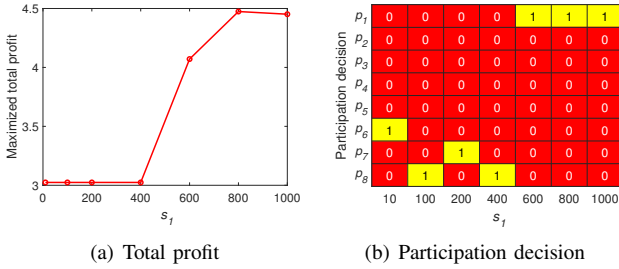 4.5
4
3.5
3
Maximized total profit
0 200 400 600 800 1000
s1
(a) Total profit
Participation decision
p1 0 0 0 0 1 1 1
p2 0 0 0 0 0 0 0
p3 0 0 0 0 0 0 0
p4 0 0 0 0 0 0 0
p5 0 0 0 0 0 0 0
p6 1 0 0 0 0 0 0
p7 0 0 1 0 0 0 0
p8 0 1 0 1 0 0 0
10 100 200 400 600 800 1000
s1
(b) Participation decision